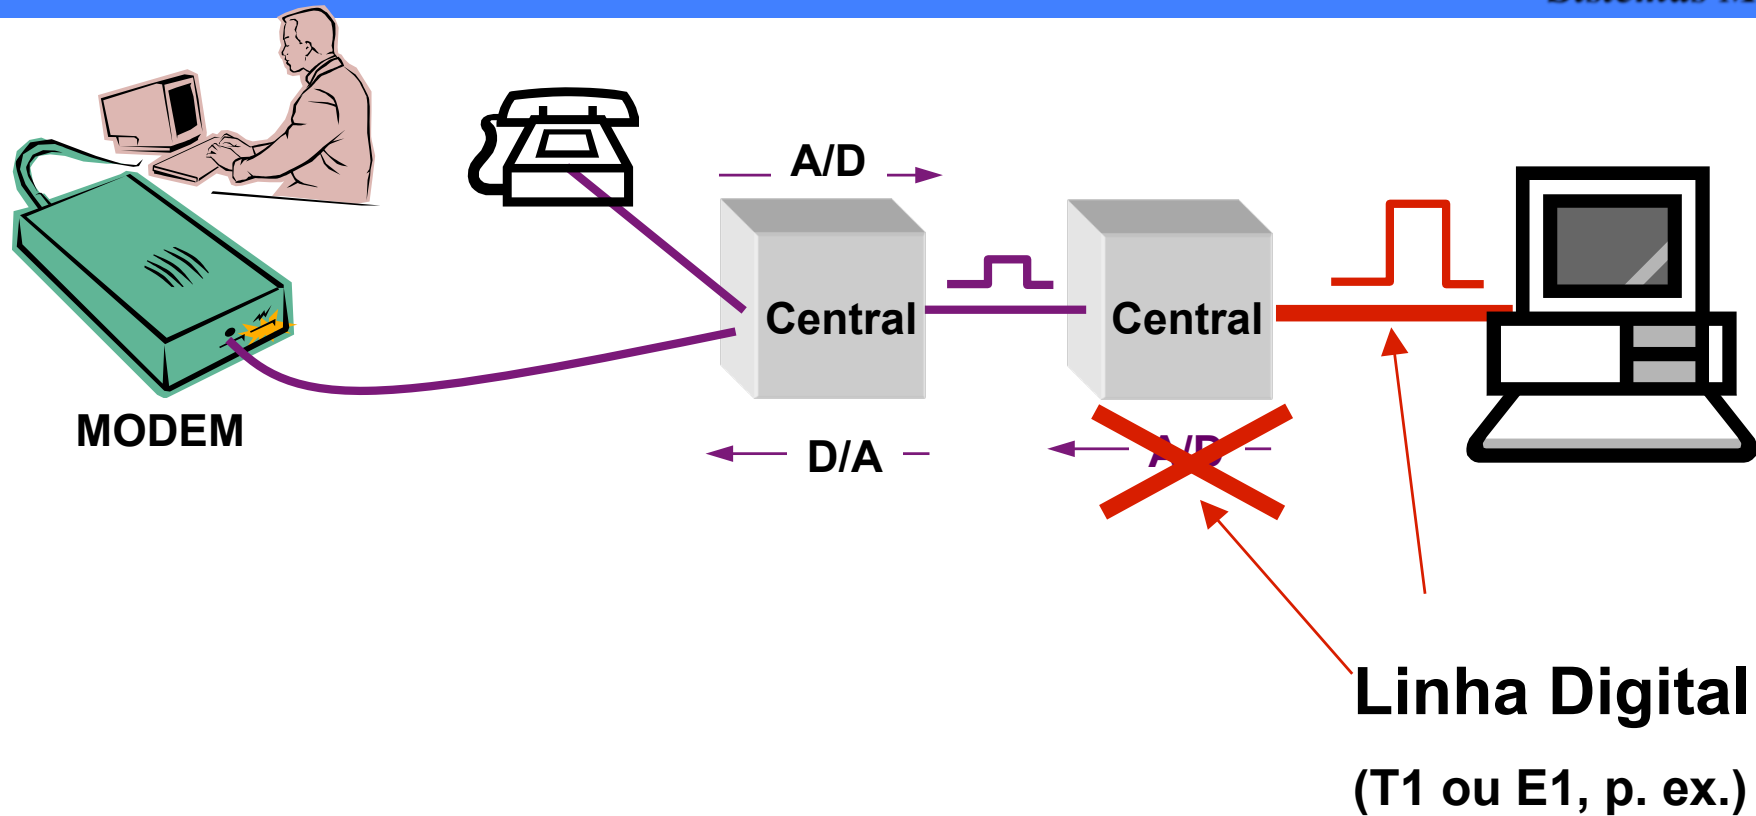 A/D
Central
Central
MODEM
D/A
A/D
Linha Digital
(T1 ou E1, p. ex.)